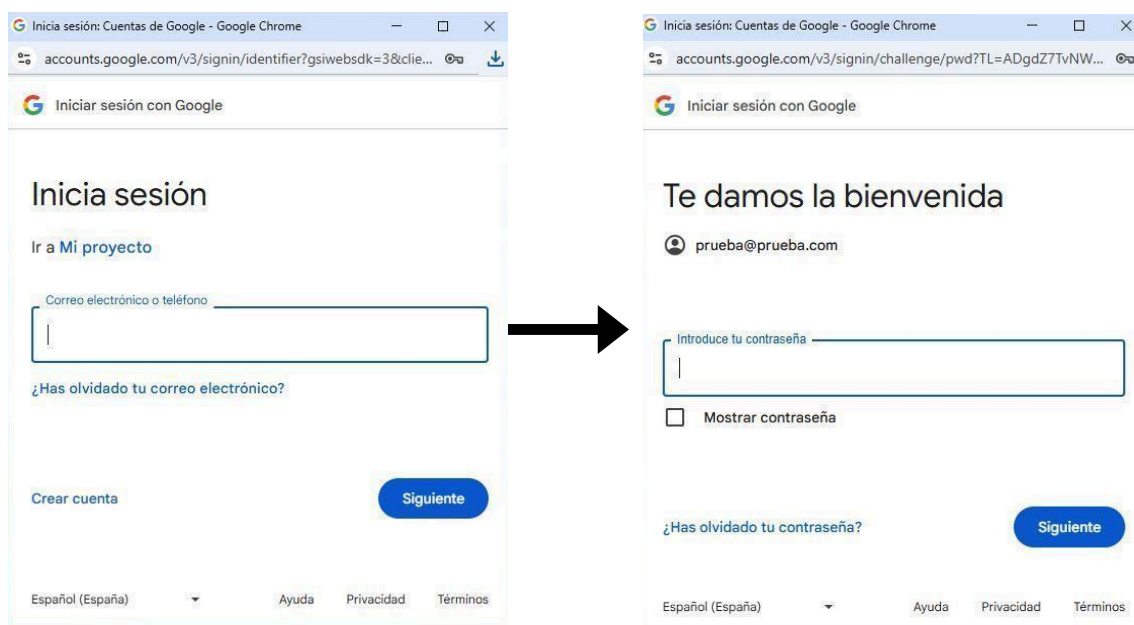 Inicia sesión: Cuentas de Google - Google Chrome
accounts.google.com/v3/signin/identifier?gsiwebsdk=3&clie...
Iniciar sesión con Google
Inicia sesión
Ir a Mi proyecto
Correo electrónico o teléfono
¿Has olvidado tu correo electrónico?
Crear cuenta
Siguiente
Español (España)
Ayuda
Privacidad
Términos
Inicia sesión: Cuentas de Google - Google Chrome
accounts.google.com/v3/signin/challenge/pwd?TL=ADgdZ7TvNW...
Iniciar sesión con Google
Te damos la bienvenida
prueba@prueba.com
Introduce tu contraseña
Mostrar contraseña
¿Has olvidado tu contraseña?
Siguiente
Español (España)
Ayuda
Privacidad
Términos